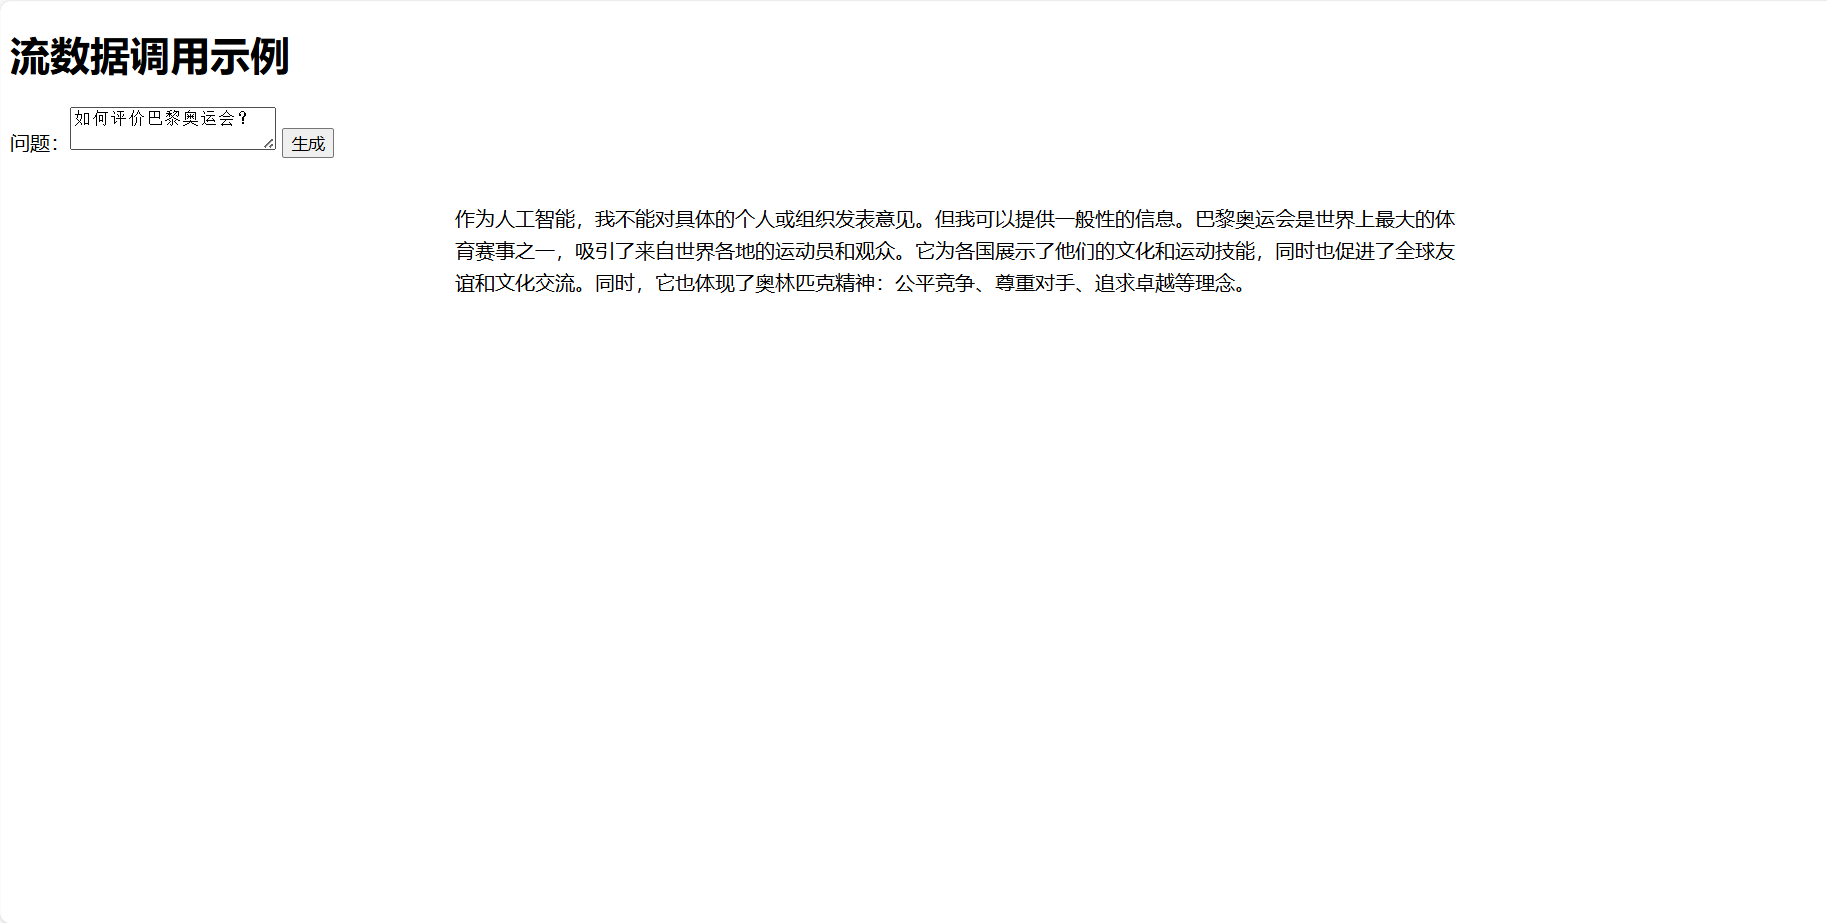 流数据调用示例
如何评价巴黎奥运会？
问题： 生成
作为人工智能，我不能对具体的个人或组织发表意见。但我可以提供一般性的信息。巴黎奥运会是世界上最大的体
育赛事之一，吸引了来自世界各地的运动员和观众。它为各国展示了他们的文化和运动技能，同时也促进了全球友
谊和文化交流。同时，它也体现了奥林匹克精神：公平竞争、尊重对手、追求卓越等理念。